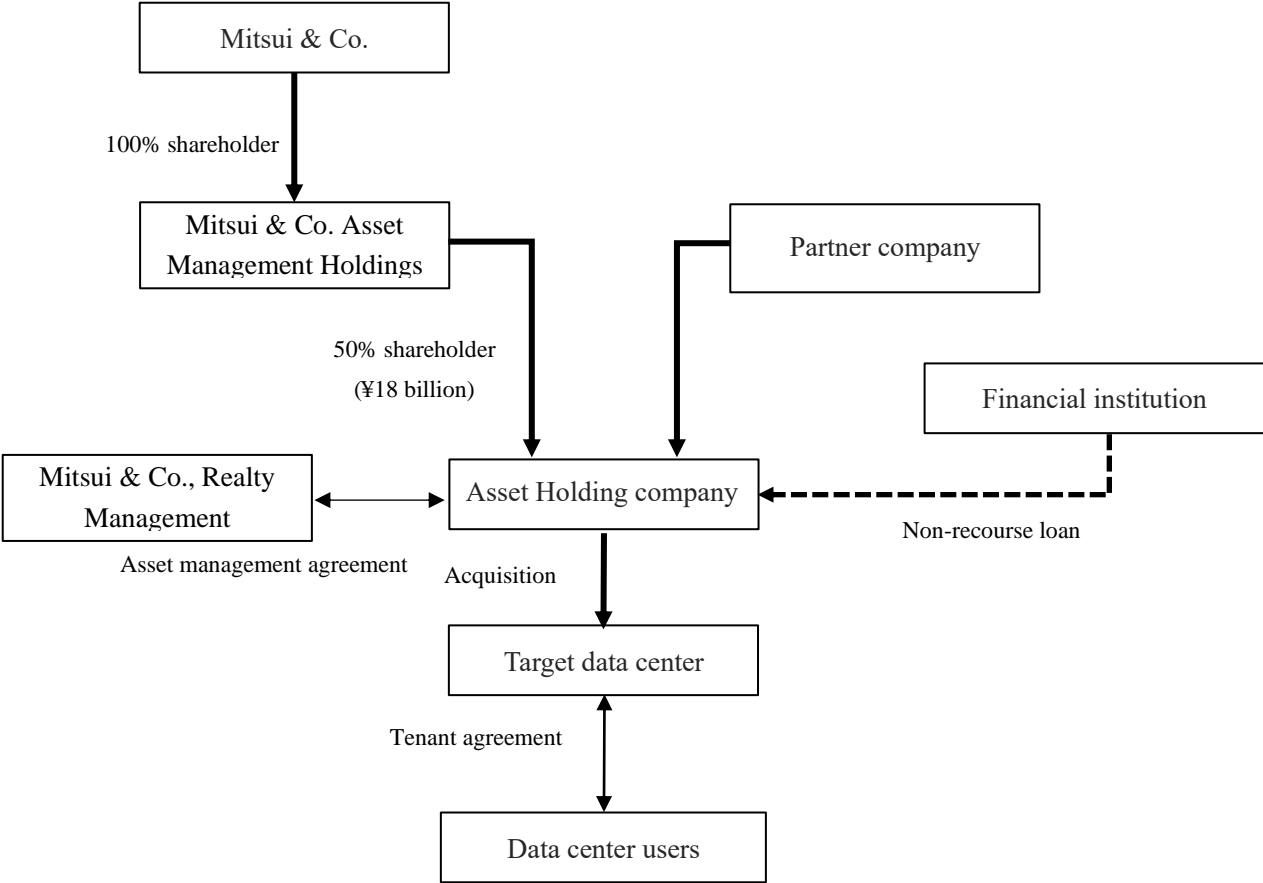 Mitsui & Co.
100% shareholder
Mitsui & Co. Asset
Management Holdings
Partner company
50% shareholder
(¥18 billion)
Financial institution
Mitsui & Co., Realty
Management
Asset Holding company
Non-recourse loan
Asset management agreement
Acquisition
Target data center
Tenant agreement
Data center users